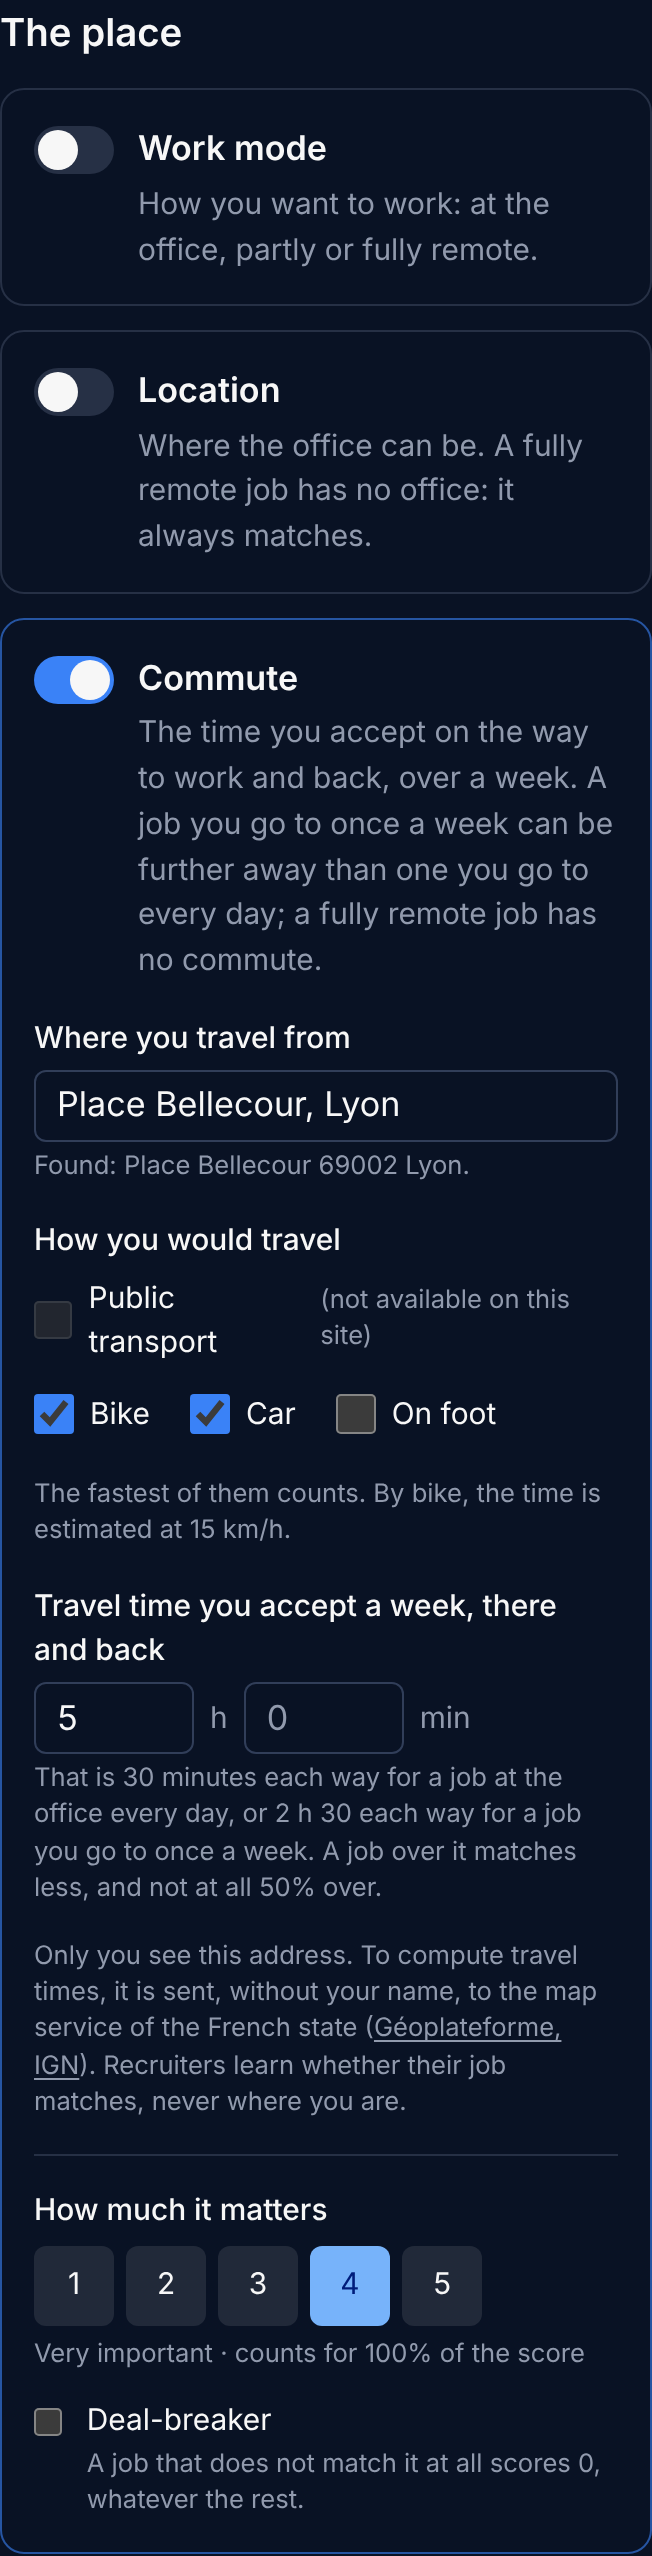 The place
Work mode
How you want to work: at the
office, partly or fully remote.
Location
Where the office can be. A fully
remote job has no office: it
always matches.
Commute
The time you accept on the way
to work and back, over a week. A
job you go to once a week can be
further away than one you go to
every day; a fully remote job has
no commute.
Where you travel from
Place Bellecour, Lyon
Found: Place Bellecour 69002 Lyon.
How you would travel
Public
transport
(not available on this
site)
Bike Car On foot
The fastest of them counts. By bike, the time is
estimated at 15 km/h.
Travel time you accept a week, there
and back
5 h 0 min
That is 30 minutes each way for a job at the
office every day, or 2 h 30 each way for a job
you go to once a week. A job over it matches
less, and not at all 50% over.
Only you see this address. To compute travel
times, it is sent, without your name, to the map
service of the French state (Géoplateforme,
IGN). Recruiters learn whether their job
matches, never where you are.
How much it matters
1 2 3 4 5
Very important · counts for 100% of the score
Deal-breaker
A job that does not match it at all scores 0,
whatever the rest.